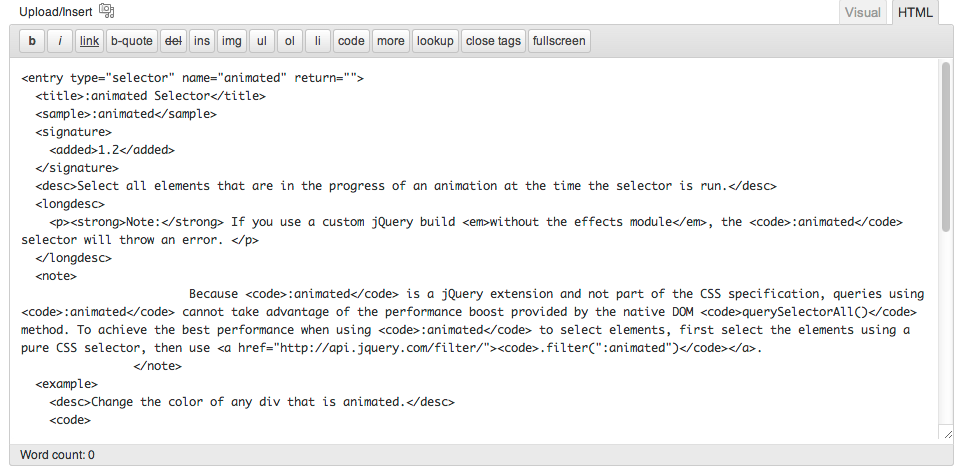 Upload/Insert
Visual HTML
b i link b-quote del ins img ul ol li code more lookup close tags fullscreen
<entry type="selector" name="animated" return="">
  <title>:animated Selector</title>
  <sample>:animated</sample>
  <signature>
    <added>1.2</added>
  </signature>
  <desc>Select all elements that are in the progress of an animation at the time the selector is run.</desc>
  <longdesc>
    <p><strong>Note:</strong> If you use a custom jQuery build <em>without the effects module</em>, the <code>:animated</code>
selector will throw an error. </p>
  </longdesc>
  <note>
                        Because <code>:animated</code> is a jQuery extension and not part of the CSS specification, queries using
<code>:animated</code> cannot take advantage of the performance boost provided by the native DOM <code>querySelectorAll()</code>
method. To achieve the best performance when using <code>:animated</code> to select elements, first select the elements using a
pure CSS selector, then use <a href="http://api.jquery.com/filter/"><code>.filter(":animated")</code></a>.
                </note>
  <example>
    <desc>Change the color of any div that is animated.</desc>
    <code>
Word count: 0